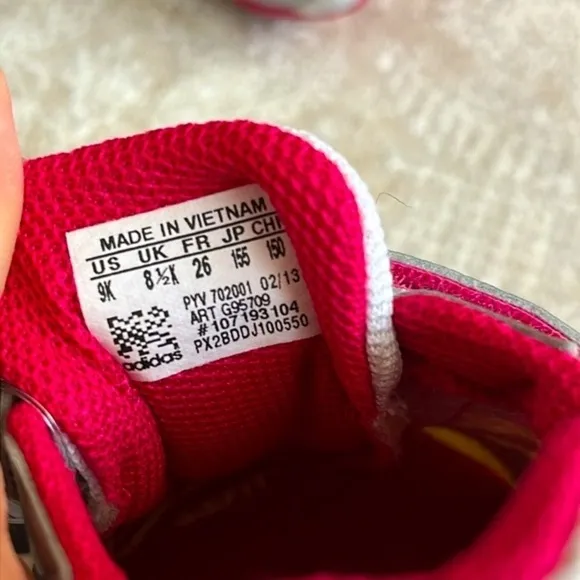 MADE IN VIETNAM
US UK FR JP CHI
9K 8½K 26 155 150
PYV 702001 02/13
ART G95709
#107193104
PX2BDDJ100550
adidas